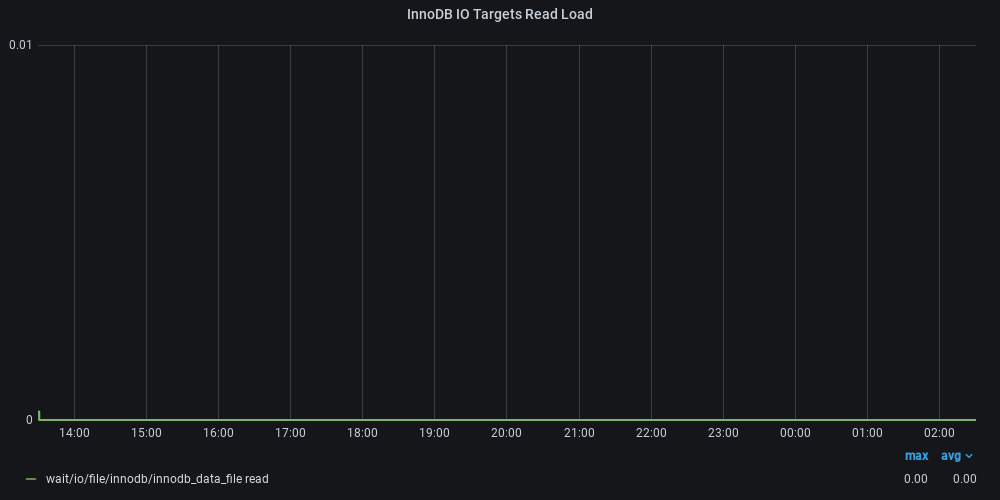 InnoDB IO Targets Read Load
0.01
0
14:00 15:00 16:00 17:00 18:00 19:00 20:00 21:00 22:00 23:00 00:00 01:00 02:00
max avg
wait/io/file/innodb/innodb_data_file read 0.00 0.00